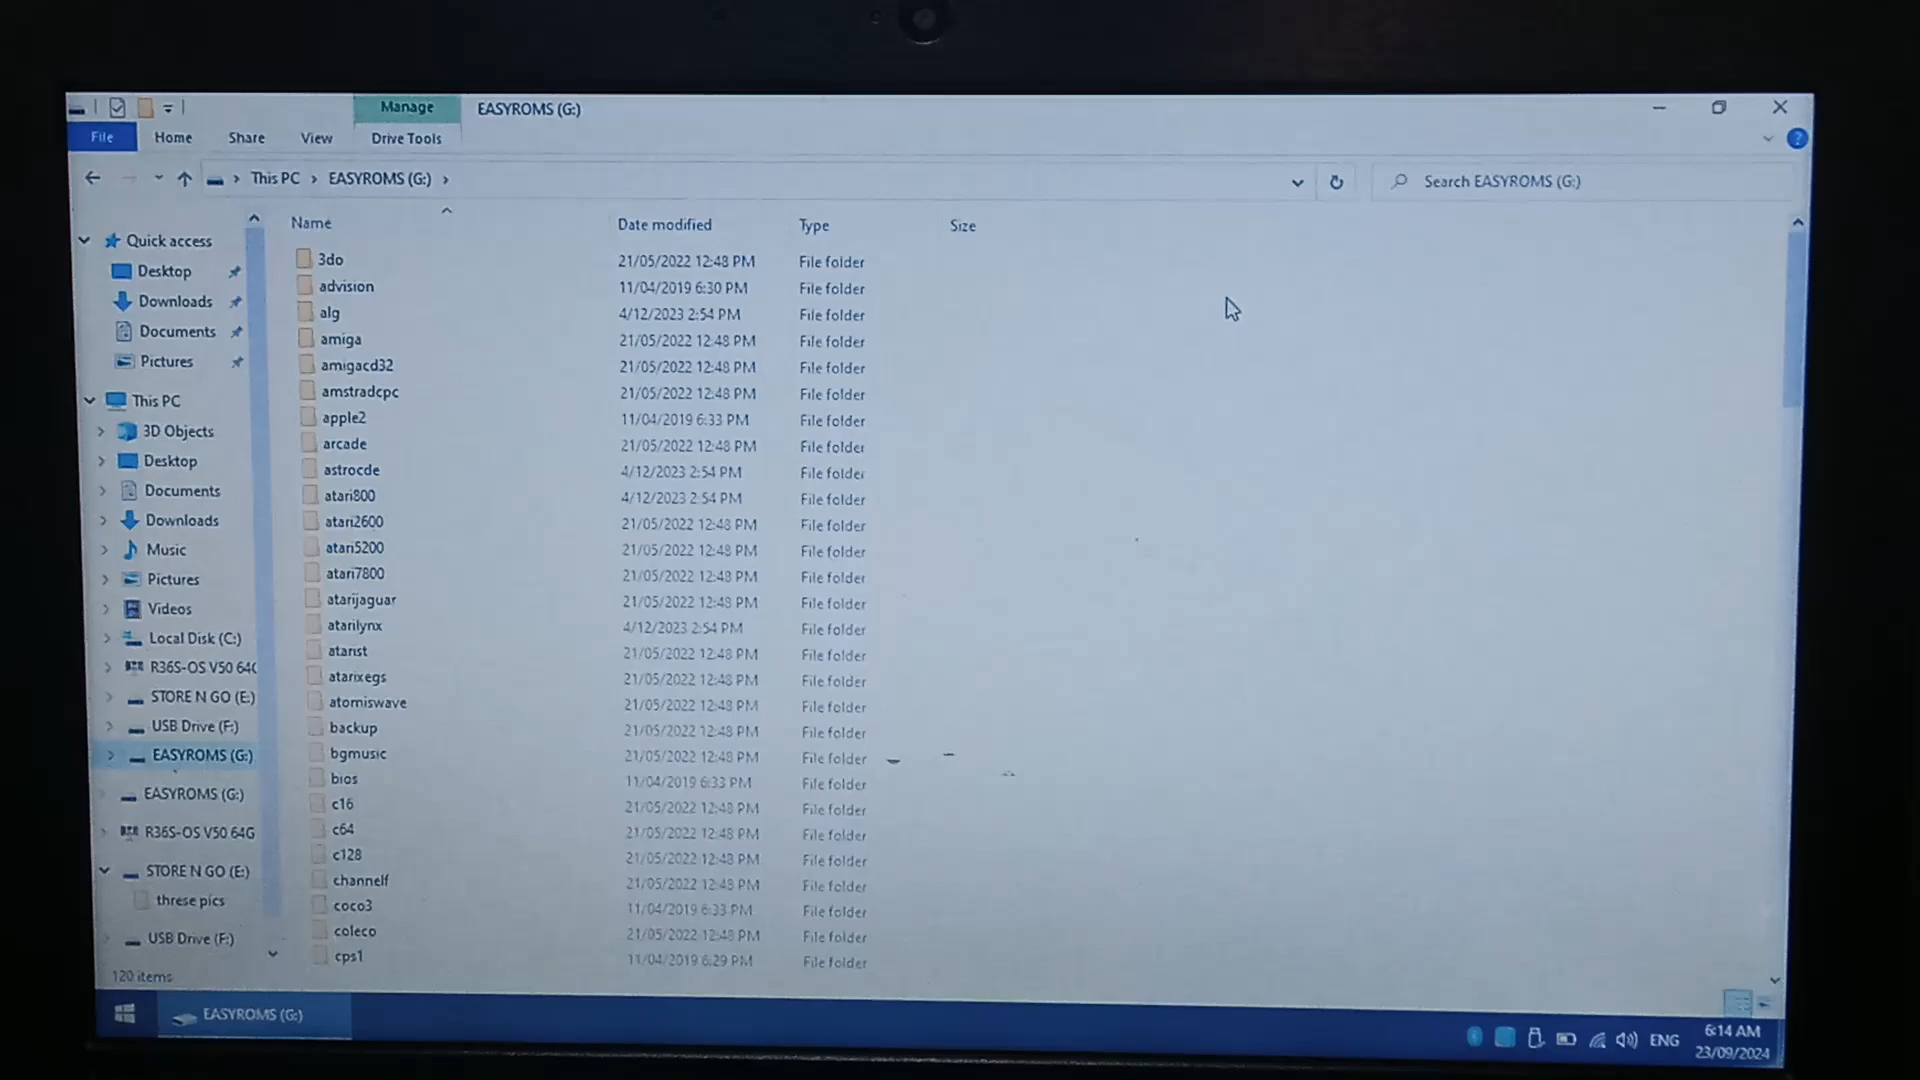 Manage EASYROMS (G:)
File Home Share View Drive Tools
This PC EASYROMS (G:) Search EASYROMS (G:)
Name Date modified Type Size
Quick access
Desktop
Downloads
Documents
Pictures
This PC
3D Objects
Desktop
Documents
Downloads
Music
Pictures
Videos
Local Disk (C:)
R36S-OS V50 64G
STORE N GO (E:)
USB Drive (F:)
EASYROMS (G:)
EASYROMS (G:)
R36S-OS V50 64G
STORE N GO (E:)
threse pics
USB Drive (F:)
3do 21/05/2022 12:48 PM File folder
advision 11/04/2019 6:30 PM File folder
alg 4/12/2023 2:54 PM File folder
amiga 21/05/2022 12:48 PM File folder
amigacd32 21/05/2022 12:48 PM File folder
amstradcpc 21/05/2022 12:48 PM File folder
apple2 11/04/2019 6:33 PM File folder
arcade 21/05/2022 12:48 PM File folder
astrocde 4/12/2023 2:54 PM File folder
atari800 4/12/2023 2:54 PM File folder
atari2600 21/05/2022 12:48 PM File folder
atari5200 21/05/2022 12:48 PM File folder
atari7800 21/05/2022 12:48 PM File folder
atarijaguar 21/05/2022 12:48 PM File folder
atarilynx 4/12/2023 2:54 PM File folder
atarist 21/05/2022 12:48 PM File folder
atarixegs 21/05/2022 12:48 PM File folder
atomiswave 21/05/2022 12:48 PM File folder
backup 21/05/2022 12:48 PM File folder
bgmusic 21/05/2022 12:48 PM File folder
bios 11/04/2019 6:33 PM File folder
c16 21/05/2022 12:48 PM File folder
c64 21/05/2022 12:48 PM File folder
c128 21/05/2022 12:48 PM File folder
channelf 21/05/2022 12:48 PM File folder
coco3 11/04/2019 6:33 PM File folder
coleco 21/05/2022 12:48 PM File folder
cps1 11/04/2019 6:29 PM File folder
120 items
EASYROMS (G:)
ENG
6:14 AM
23/09/2024